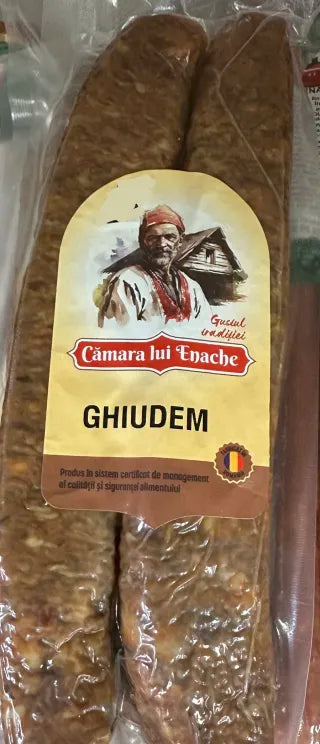 Gustul
tradiției
Cămara lui Enache
GHIUDEM
Produs în sistem certificat de management
al calității și siguranței alimentului